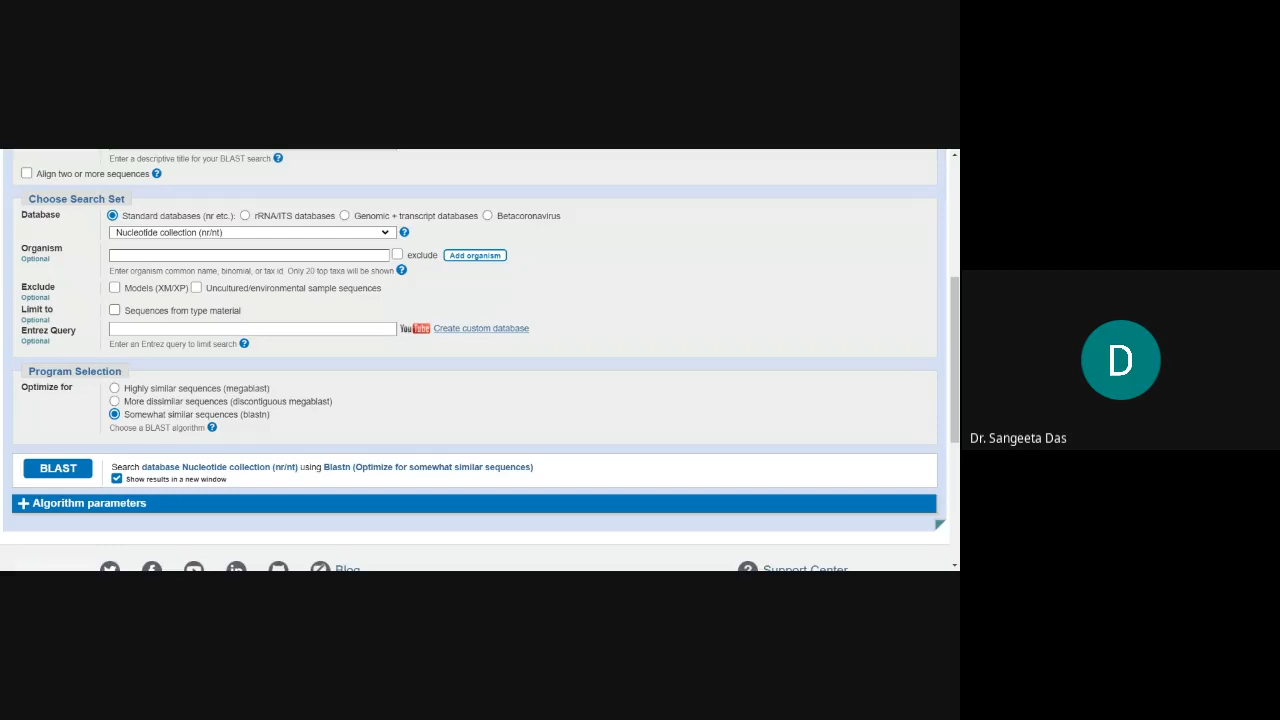 Enter a descriptive title for your BLAST search
Align two or more sequences
Choose Search Set
Database
Standard databases (nr etc.): rRNA/ITS databases Genomic + transcript databases Betacoronavirus
Nucleotide collection (nr/nt)
Organism
Optional
exclude Add organism
Enter organism common name, binomial, or tax id. Only 20 top taxa will be shown
Exclude
Optional
Models (XM/XP) Uncultured/environmental sample sequences
Limit to
Optional
Sequences from type material
Entrez Query
Optional
YouTube Create custom database
Enter an Entrez query to limit search
Program Selection
Optimize for
Highly similar sequences (megablast)
More dissimilar sequences (discontiguous megablast)
Somewhat similar sequences (blastn)
Choose a BLAST algorithm
BLAST
Search database Nucleotide collection (nr/nt) using Blastn (Optimize for somewhat similar sequences)
Show results in a new window
Algorithm parameters
Blog
Support Center
D
Dr. Sangeeta Das